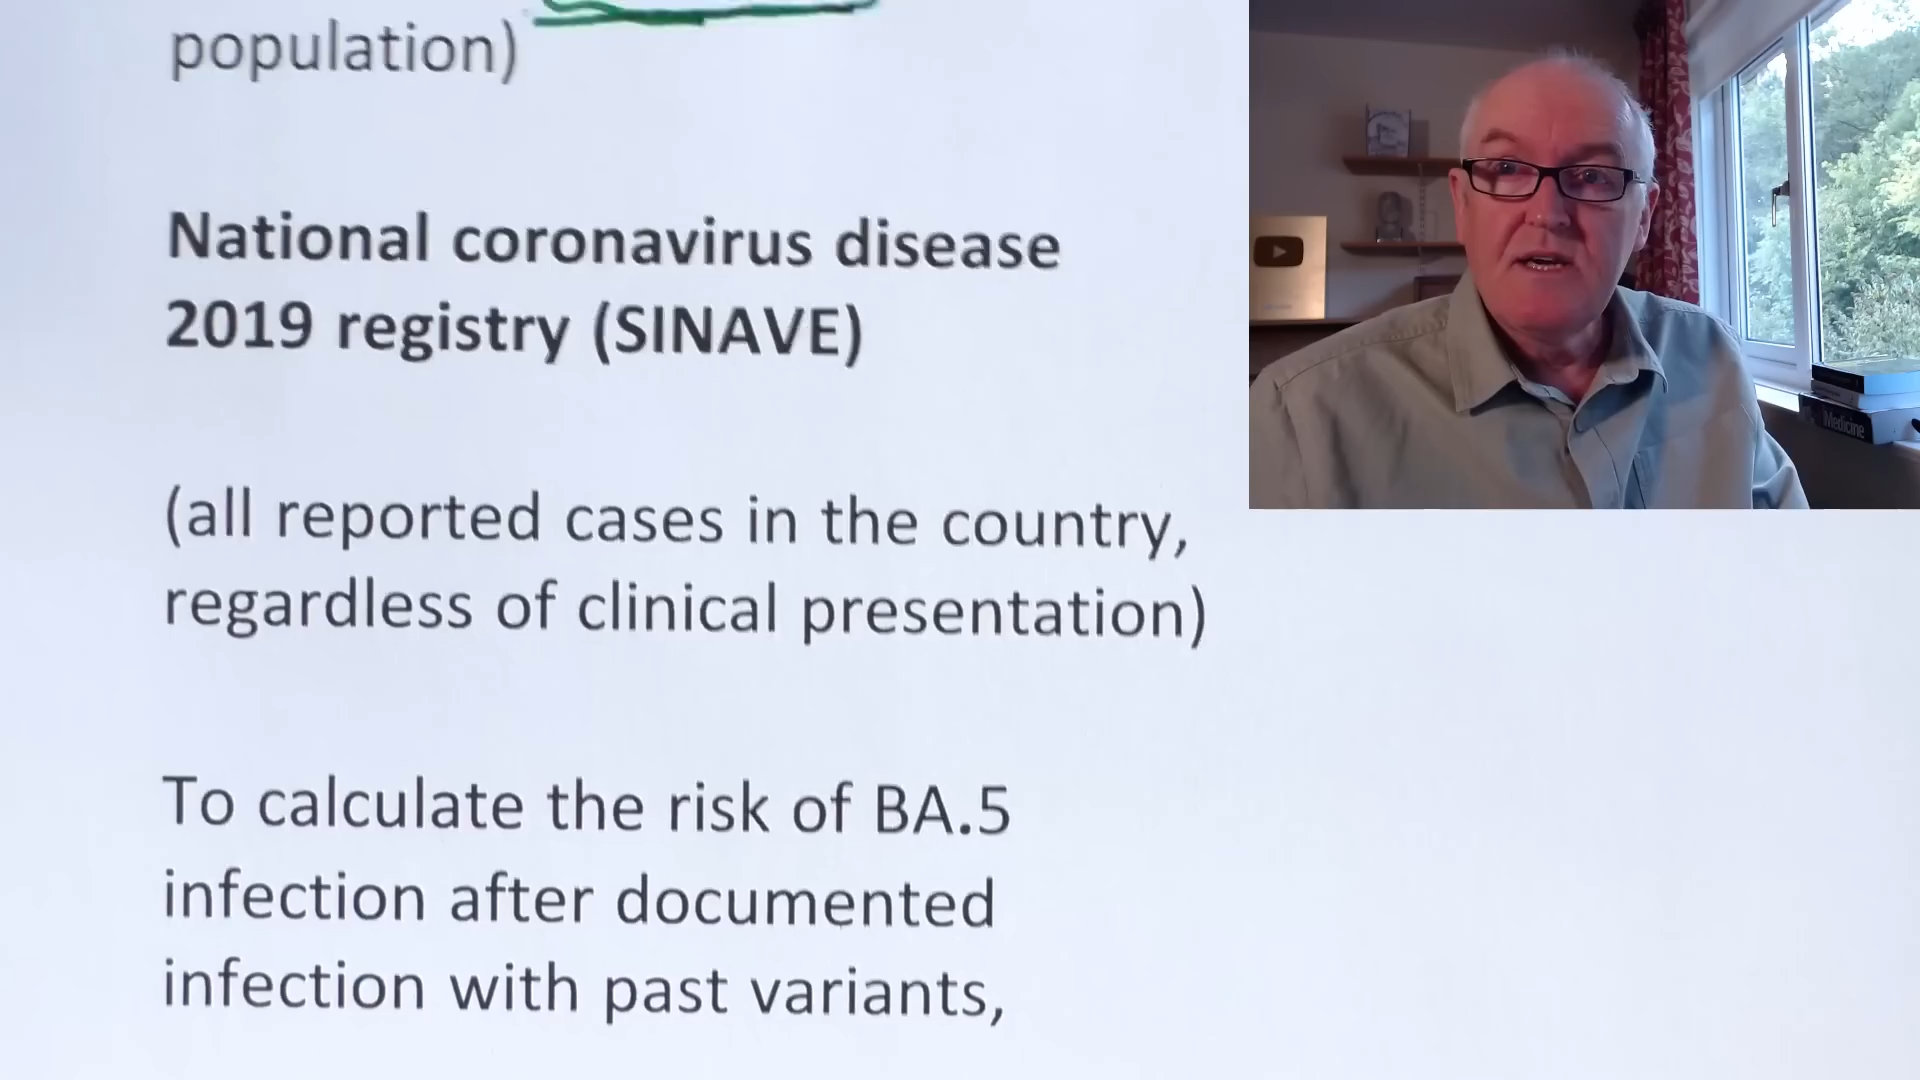 population)
National coronavirus disease
2019 registry (SINAVE)
(all reported cases in the country,
regardless of clinical presentation)
To calculate the risk of BA.5
infection after documented
infection with past variants,
Medicine